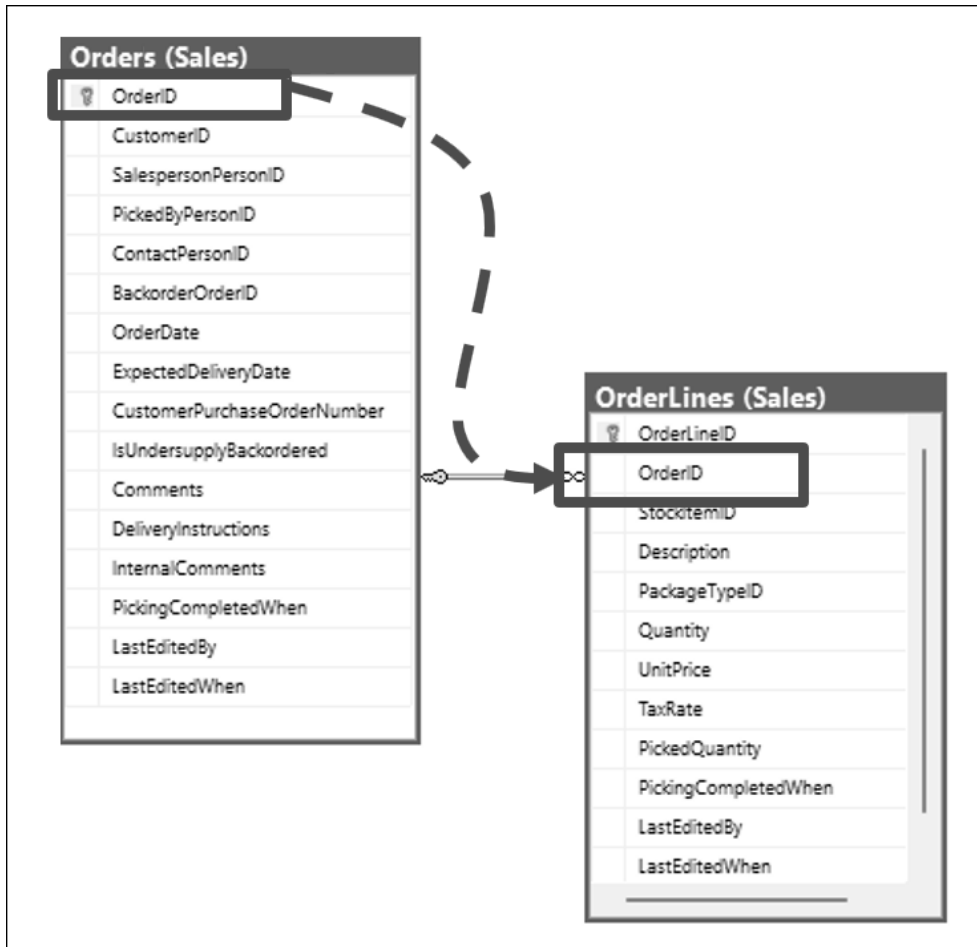 Orders (Sales)
OrderID
CustomerID
SalespersonPersonID
PickedByPersonID
ContactPersonID
BackorderOrderID
OrderDate
ExpectedDeliveryDate
CustomerPurchaseOrderNumber
IsUndersupplyBackordered
Comments
DeliveryInstructions
InternalComments
PickingCompletedWhen
LastEditedBy
LastEditedWhen
OrderLines (Sales)
OrderLineID
OrderID
StockItemID
Description
PackageTypeID
Quantity
UnitPrice
TaxRate
PickedQuantity
PickingCompletedWhen
LastEditedBy
LastEditedWhen